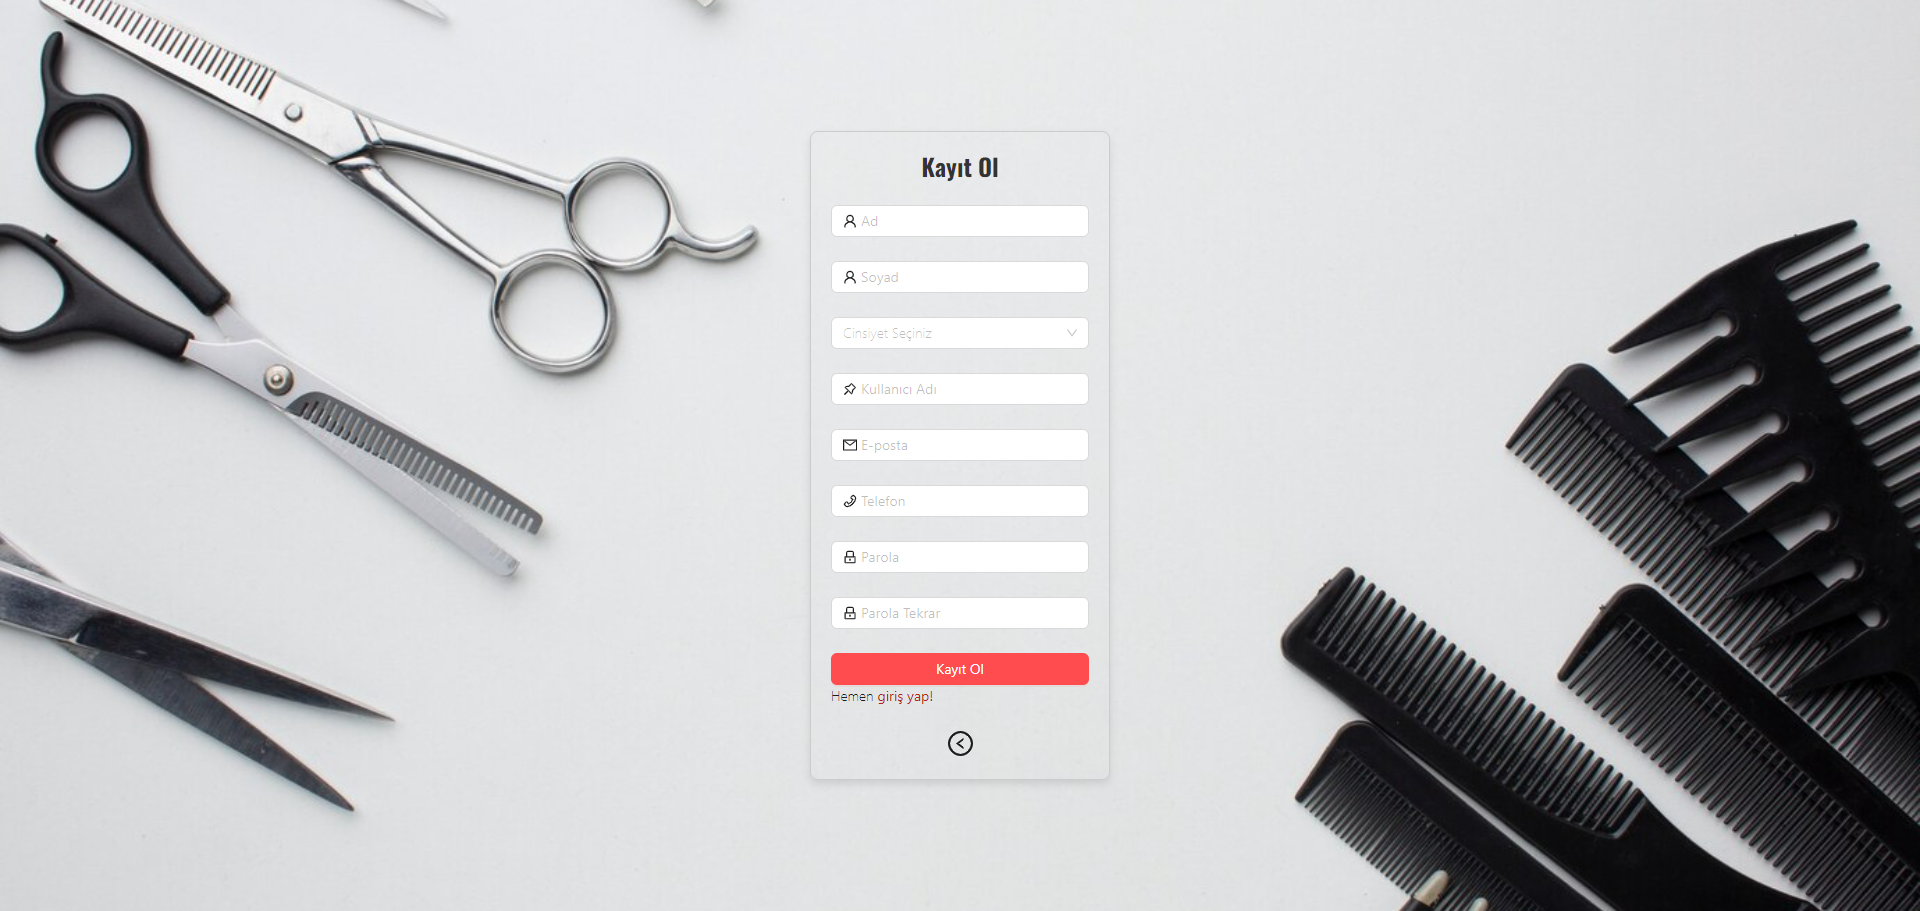 Kayıt Ol
Ad
Soyad
Cinsiyet Seçiniz
Kullanıcı Adı
E-posta
Telefon
Parola
Parola Tekrar
Kayıt Ol
Hemen giriş yap!